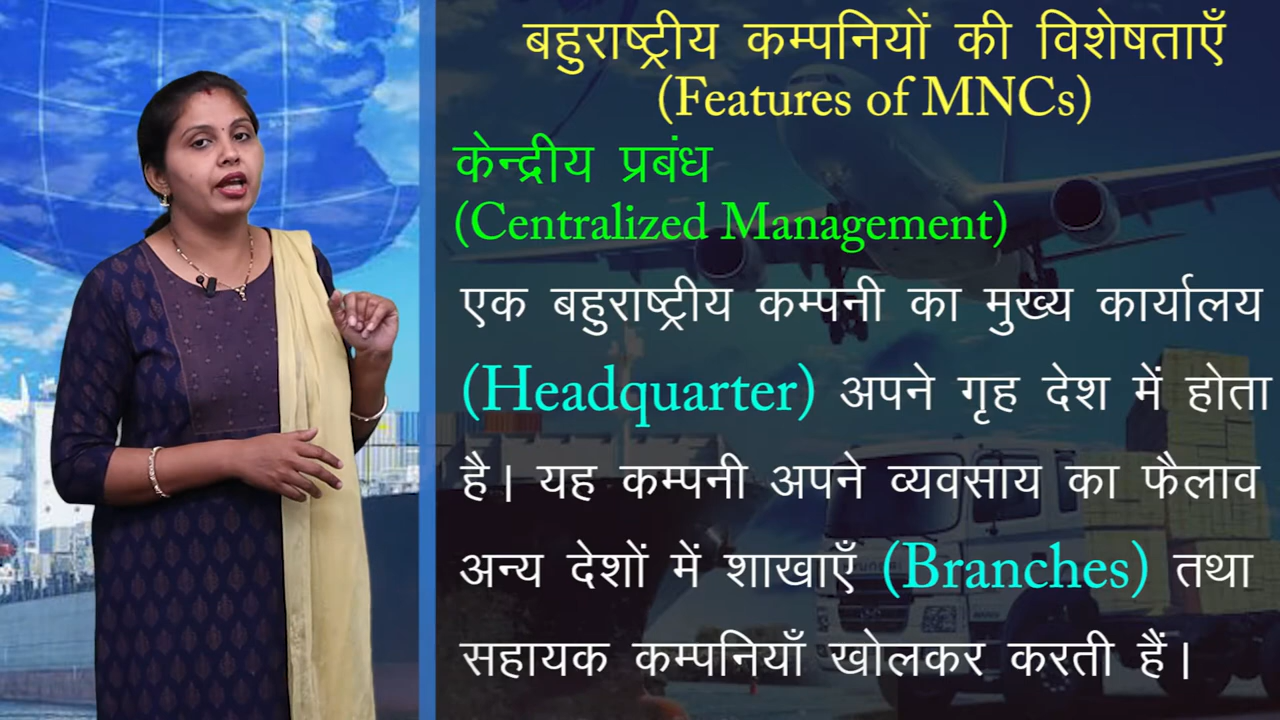 बहुराष्ट्रीय कम्पनियों की विशेषताएँ
(Features of MNCs)
केन्द्रीय प्रबंध
(Centralized Management)
एक बहुराष्ट्रीय कम्पनी का मुख्य कार्यालय
(Headquarter) अपने गृह देश में होता
है। यह कम्पनी अपने व्यवसाय का फैलाव
अन्य देशों में शाखाएँ (Branches) तथा
सहायक कम्पनियाँ खोलकर करती हैं।
HYUNDAI